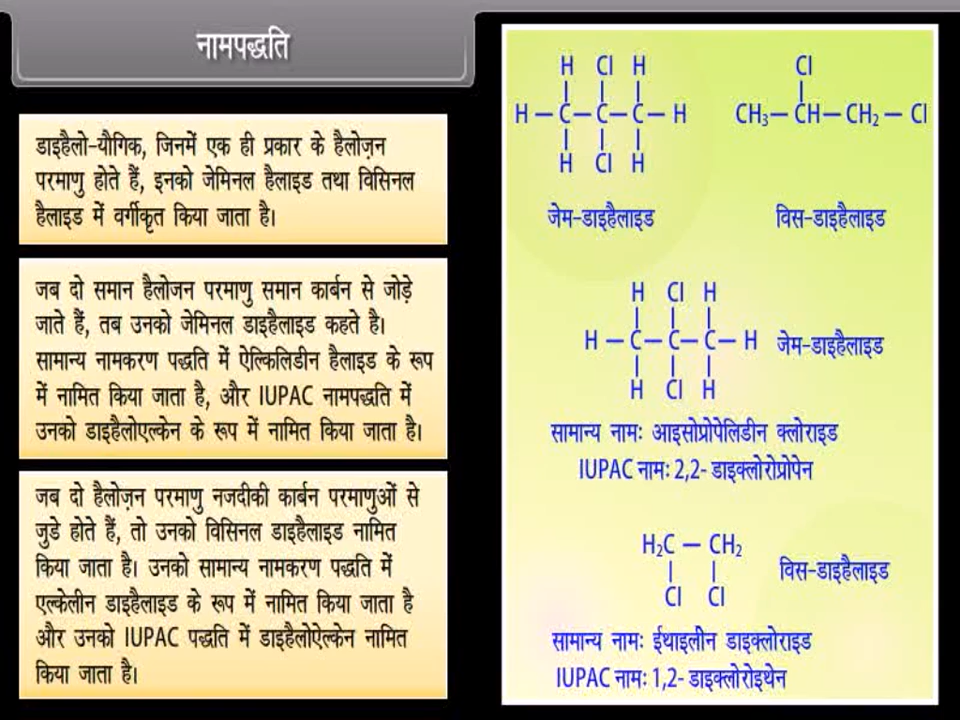 नामपद्धति
डाइहैलो-यौगिक, जिनमें एक ही प्रकार के हैलोज़न
परमाणु होते हैं, इनको जेमिनल हैलाइड तथा विसिनल
हैलाइड में वर्गीकृत किया जाता है।
जब दो समान हैलोजन परमाणु समान कार्बन से जोड़े
जाते हैं, तब उनको जेमिनल डाइहैलाइड कहते है।
सामान्य नामकरण पद्धति में ऐल्किलिडीन हैलाइड के रूप
में नामित किया जाता है, और IUPAC नामपद्धति में
उनको डाइहैलोएल्केन के रूप में नामित किया जाता है।
जब दो हैलोज़न परमाणु नजदीकी कार्बन परमाणुओं से
जुडे होते हैं, तो उनको विसिनल डाइहैलाइड नामित
किया जाता है। उनको सामान्य नामकरण पद्धति में
एल्केलीन डाइहैलाइड के रूप में नामित किया जाता है
और उनको IUPAC पद्धति में डाइहैलोऐल्केन नामित
किया जाता है।
H Cl H
H — C — C — C — H
H Cl H
जेम-डाइहैलाइड
Cl
CH₃ — CH — CH₂ — Cl
विस-डाइहैलाइड
H Cl H
H — C — C — C — H
H Cl H
जेम-डाइहैलाइड
सामान्य नामः आइसोप्रोपेलिडीन क्लोराइड
IUPAC नामः 2,2- डाइक्लोरोप्रोपेन
H₂C — CH₂
Cl Cl
विस-डाइहैलाइड
सामान्य नामः ईथाइलीन डाइक्लोराइड
IUPAC नामः 1,2- डाइक्लोरोइथेन